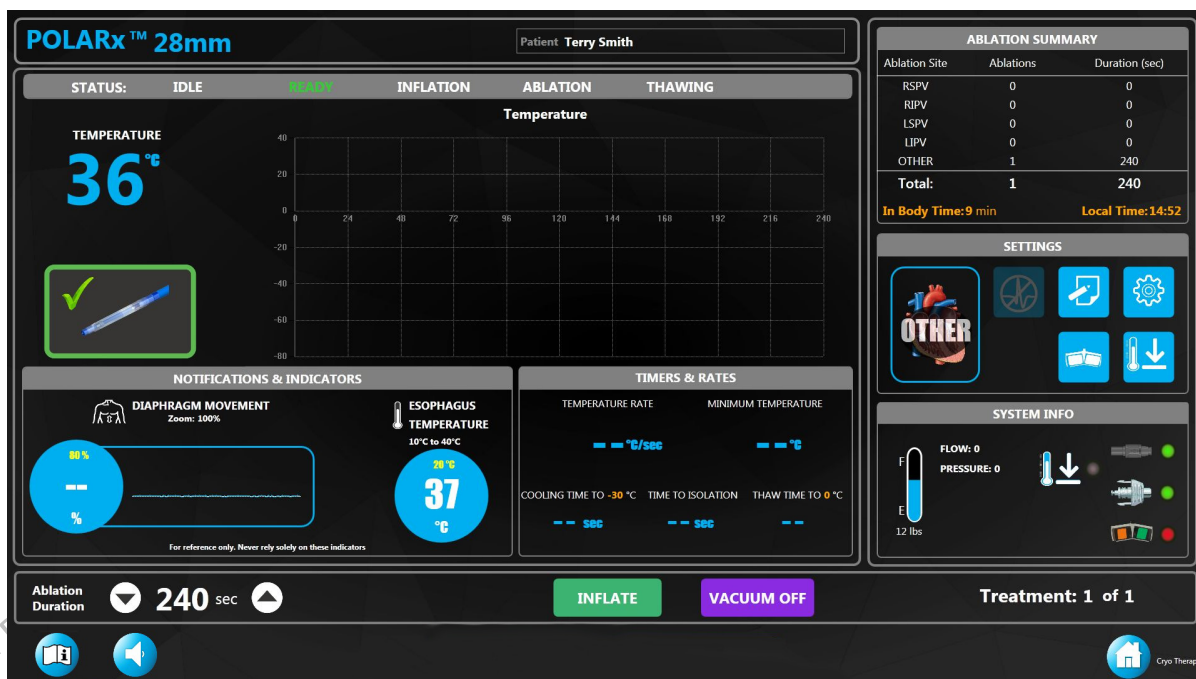 POLARx™ 28mm
Patient Terry Smith
STATUS: IDLE READY INFLATION ABLATION THAWING
TEMPERATURE
36 °C
Temperature
40
20
0
-20
-40
-60
-80
0 24 48 72 96 120 144 168 192 216 240
NOTIFICATIONS & INDICATORS
DIAPHRAGM MOVEMENT
Zoom: 100%
80 %
--
%
ESOPHAGUS
TEMPERATURE
10°C to 40°C
20 °C
37
°C
For reference only. Never rely solely on these indicators
TIMERS & RATES
TEMPERATURE RATE MINIMUM TEMPERATURE
-- °C/sec -- °C
COOLING TIME TO -30 °C TIME TO ISOLATION THAW TIME TO 0 °C
-- sec -- sec --
ABLATION SUMMARY
Ablation Site Ablations Duration (sec)
RSPV 0 0
RIPV 0 0
LSPV 0 0
LIPV 0 0
OTHER 1 240
Total: 1 240
In Body Time: 9 min Local Time: 14:52
SETTINGS
OTHER
SYSTEM INFO
F
E
12 lbs
FLOW: 0
PRESSURE: 0
Ablation
Duration
240 sec
INFLATE
VACUUM OFF
Treatment: 1 of 1
i
Cryo Therap